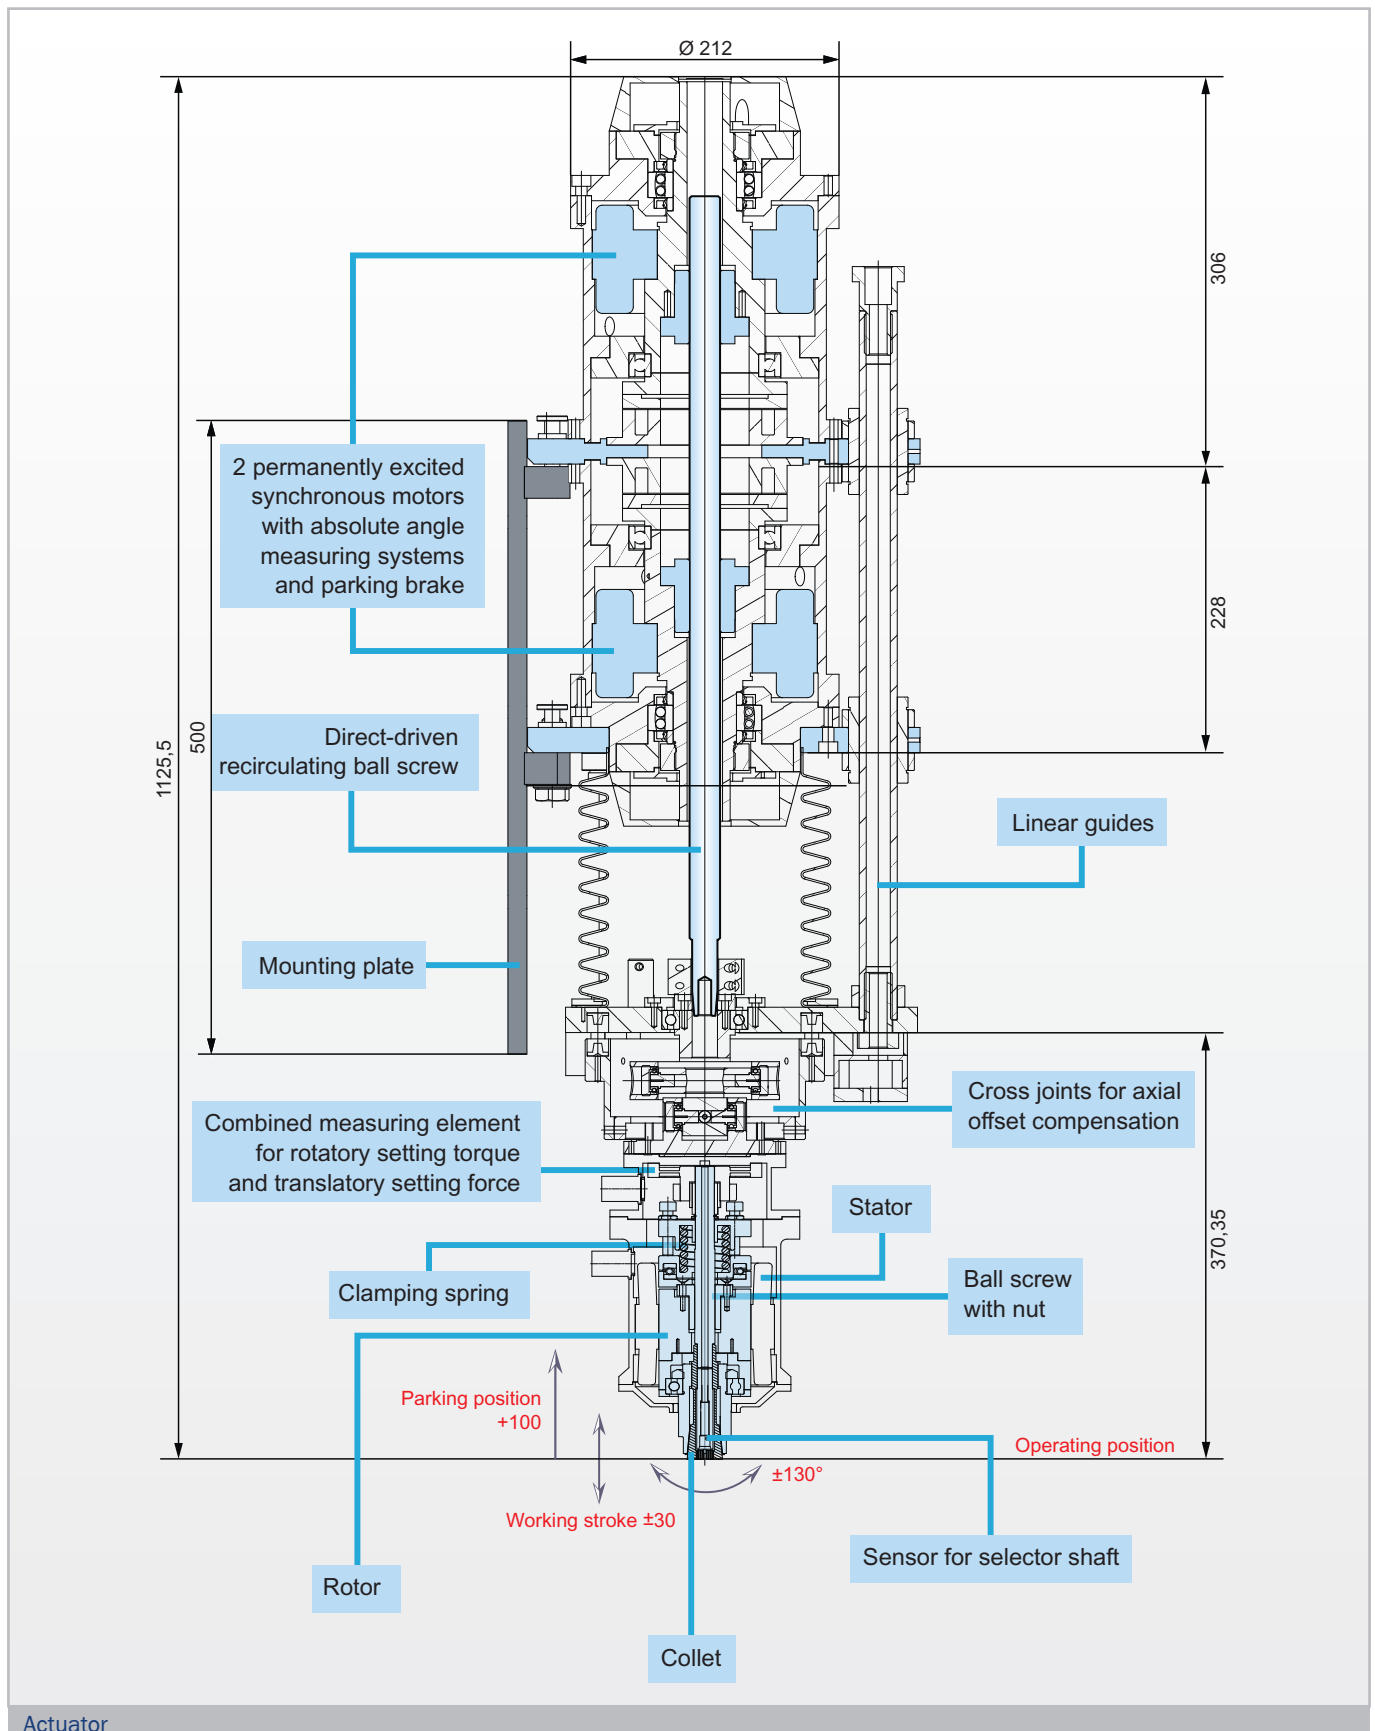 Ø 212
306
2 permanently excited
synchronous motors
with absolute angle
measuring systems
and parking brake
228
1125,5
500
Direct-driven
recirculating ball screw
Linear guides
Mounting plate
Cross joints for axial
offset compensation
Combined measuring element
for rotatory setting torque
and translatory setting force
Stator
370,35
Clamping spring
Ball screw
with nut
Parking position
+100
Operating position
±130°
Working stroke ±30
Sensor for selector shaft
Rotor
Collet
Actuator